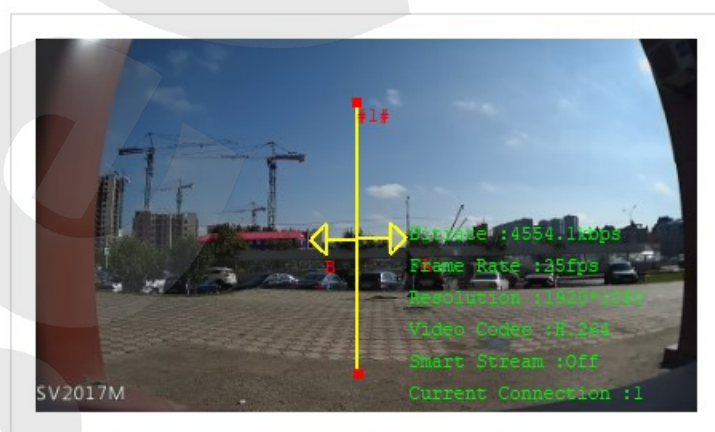 #1#
Bitrate :4554.1kbps
B
Frame Rate :25fps
Resolution :1920*1080
Video Codec :H.264
Smart Stream :Off
SV2017M
Current Connection :1